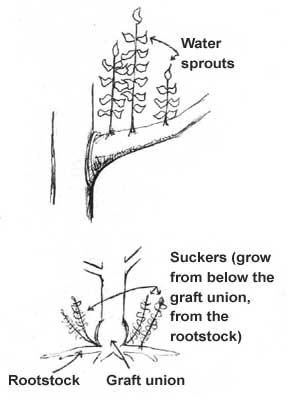 Water
sprouts
Suckers (grow
from below the
graft union,
from the
rootstock)
Rootstock
Graft union